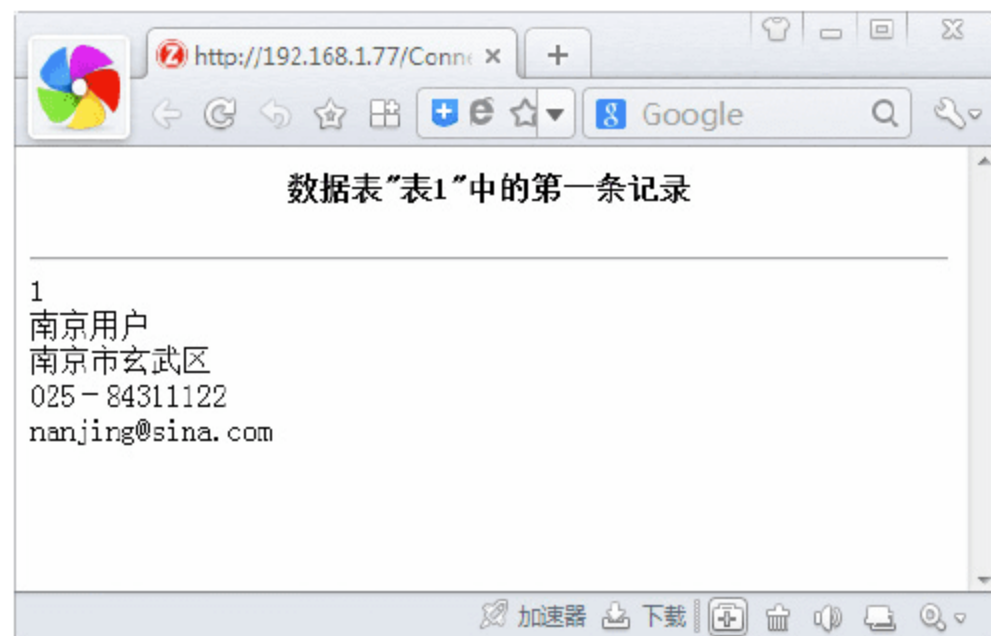 http://192.168.1.77/Conne
Google
数据表"表1"中的第一条记录
1
南京用户
南京市玄武区
025-84311122
nanjing@sina.com
加速器 下载